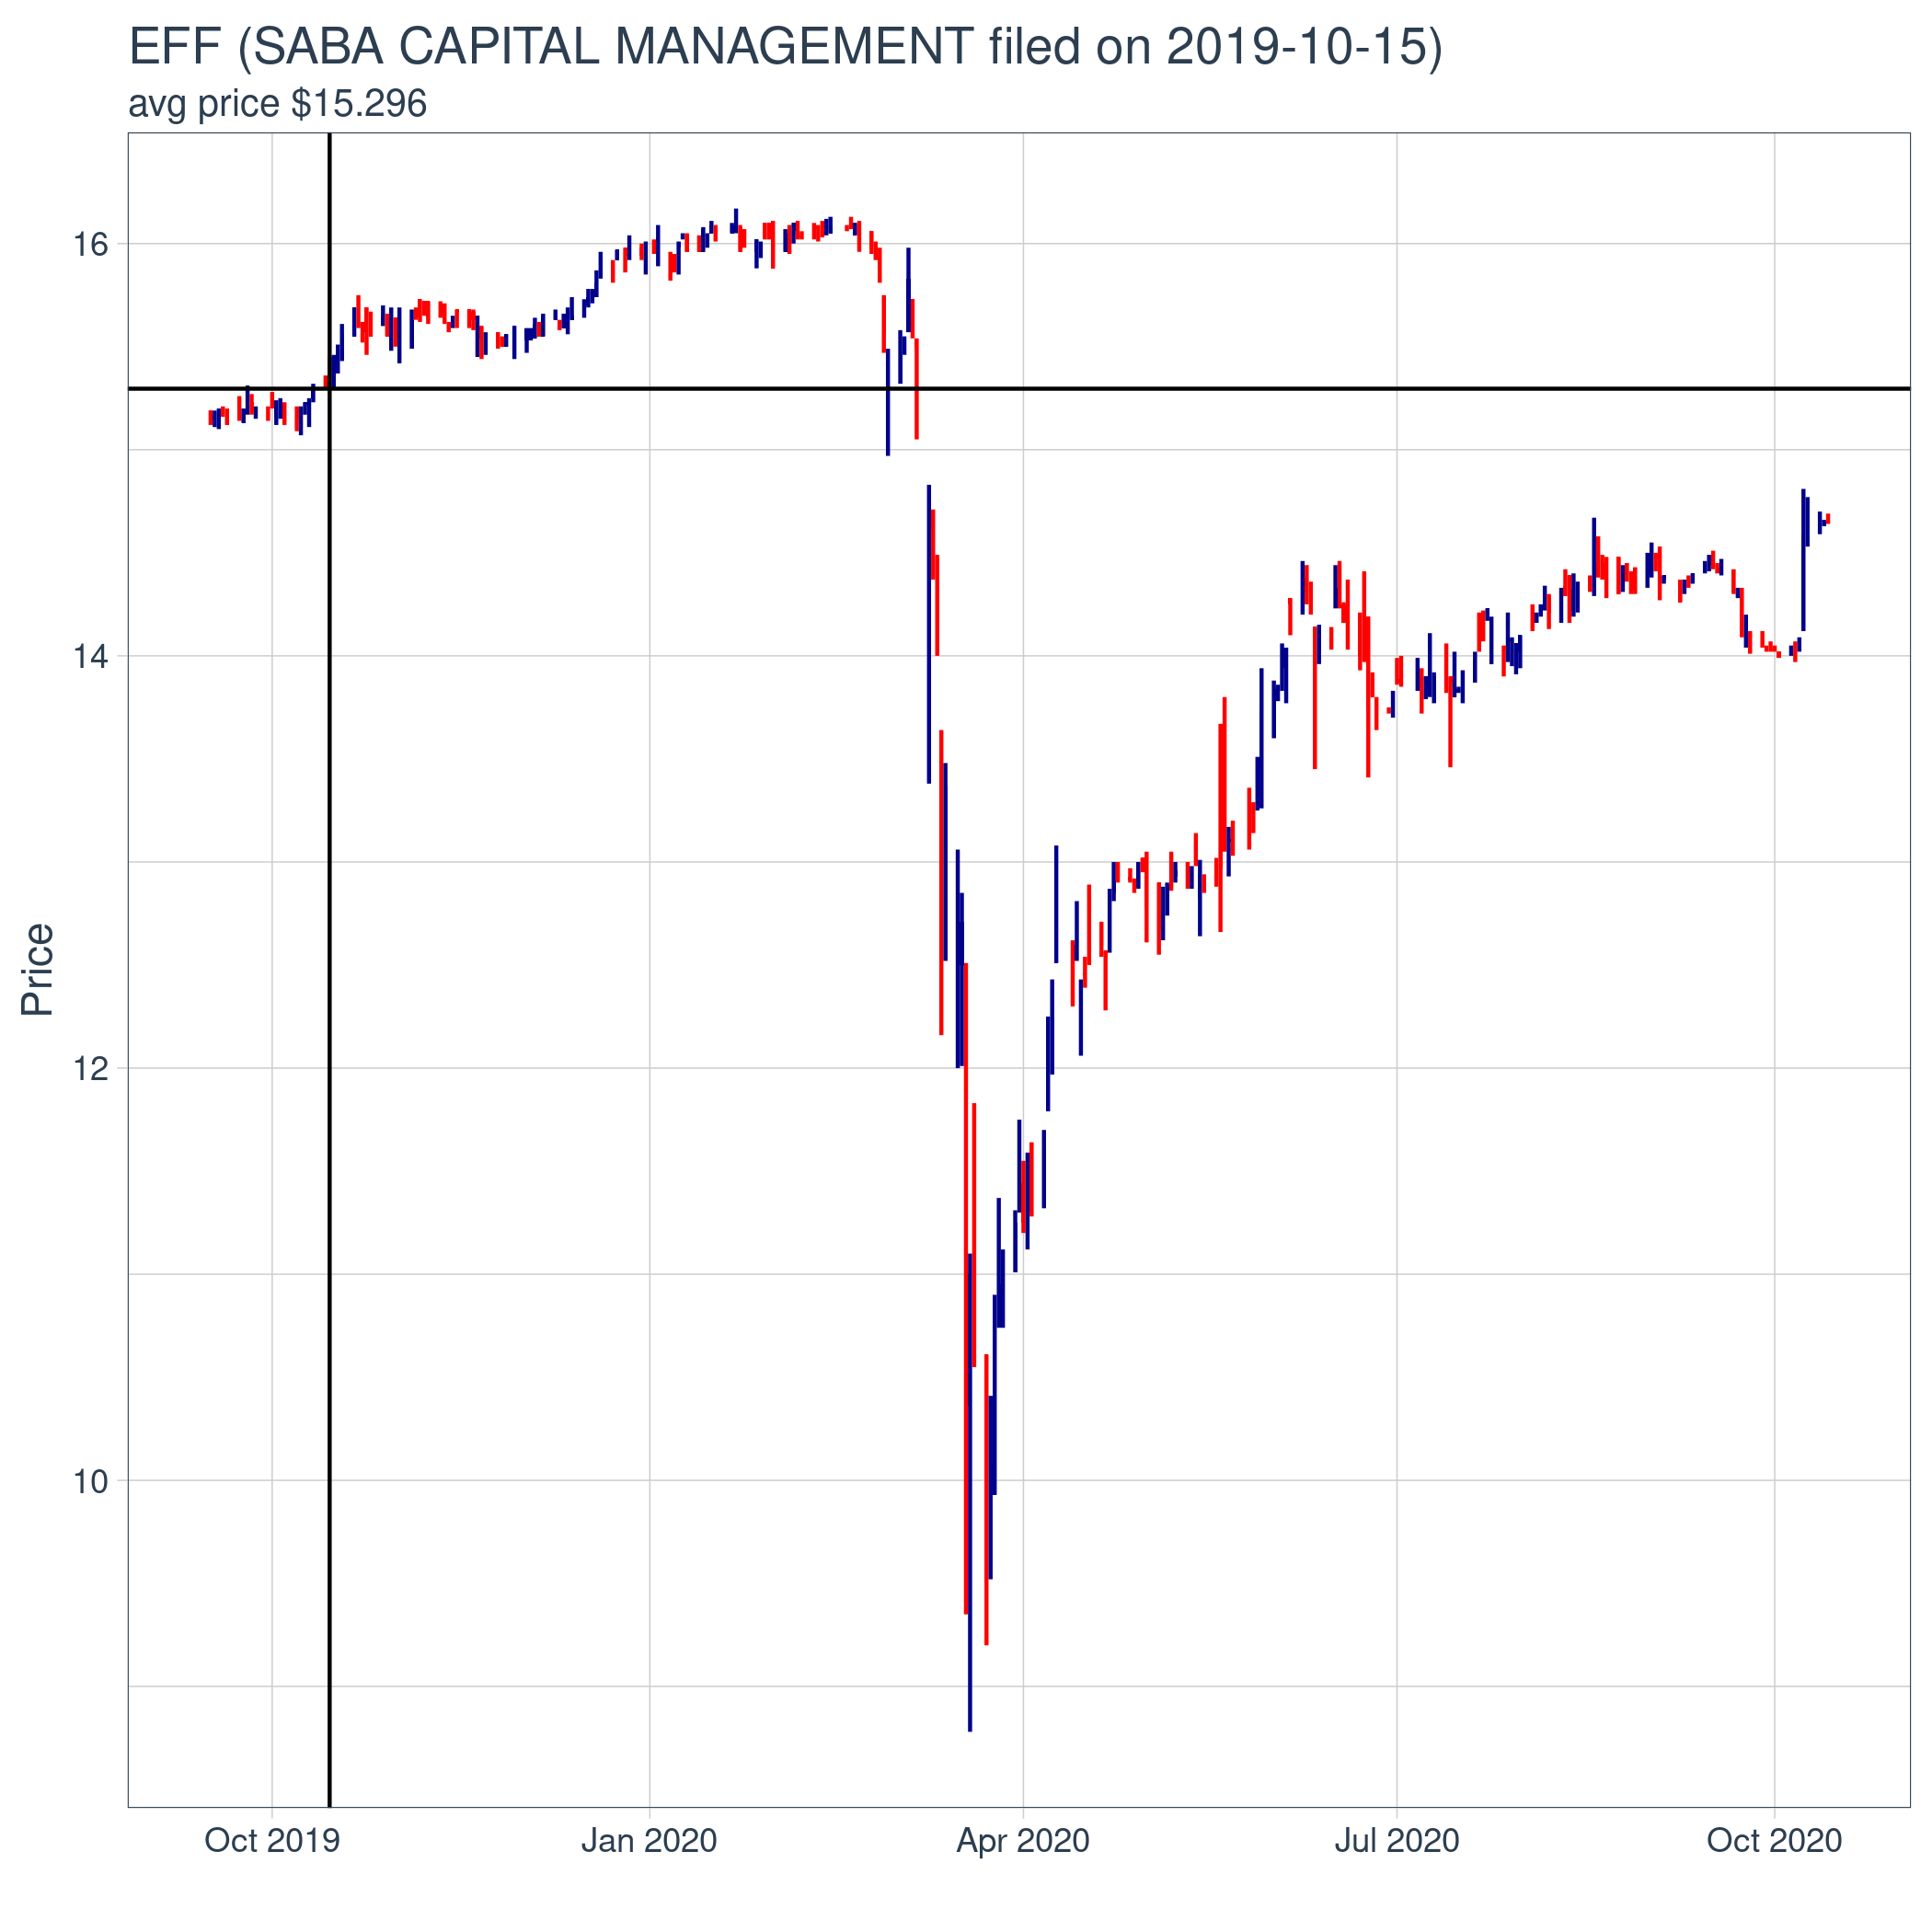 EFF (SABA CAPITAL MANAGEMENT filed on 2019-10-15)
avg price $15.296
16
14
12
10
Price
Oct 2019
Jan 2020
Apr 2020
Jul 2020
Oct 2020